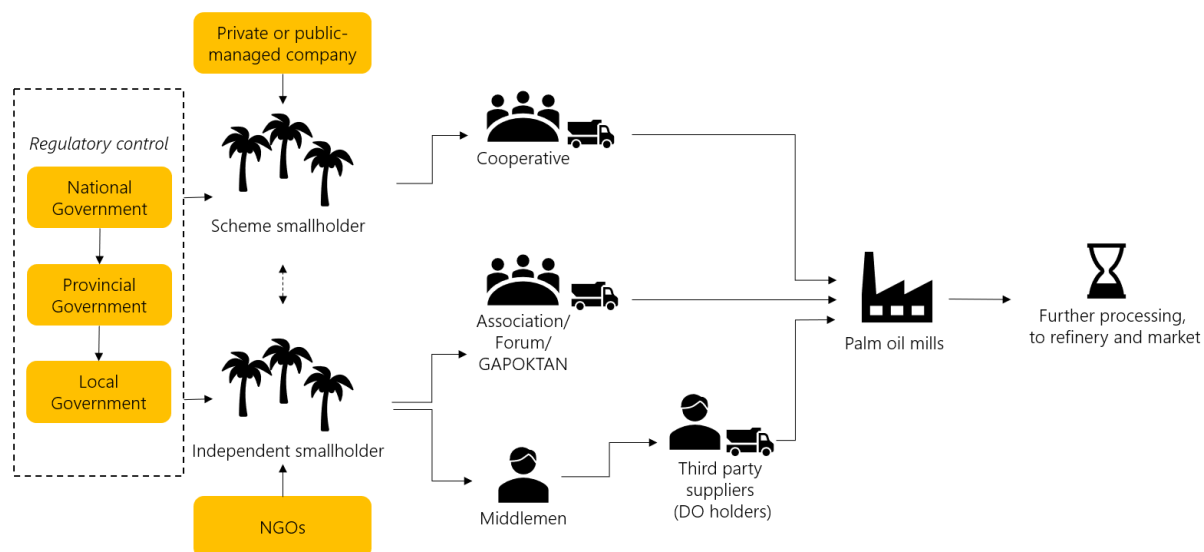 Private or public-
managed company
Regulatory control
National
Government
Scheme smallholder
Cooperative
Provincial
Government
Association/
Forum/
GAPOKTAN
Palm oil mills
Further processing,
to refinery and market
Local
Government
Independent smallholder
Middlemen
Third party
suppliers
(DO holders)
NGOs